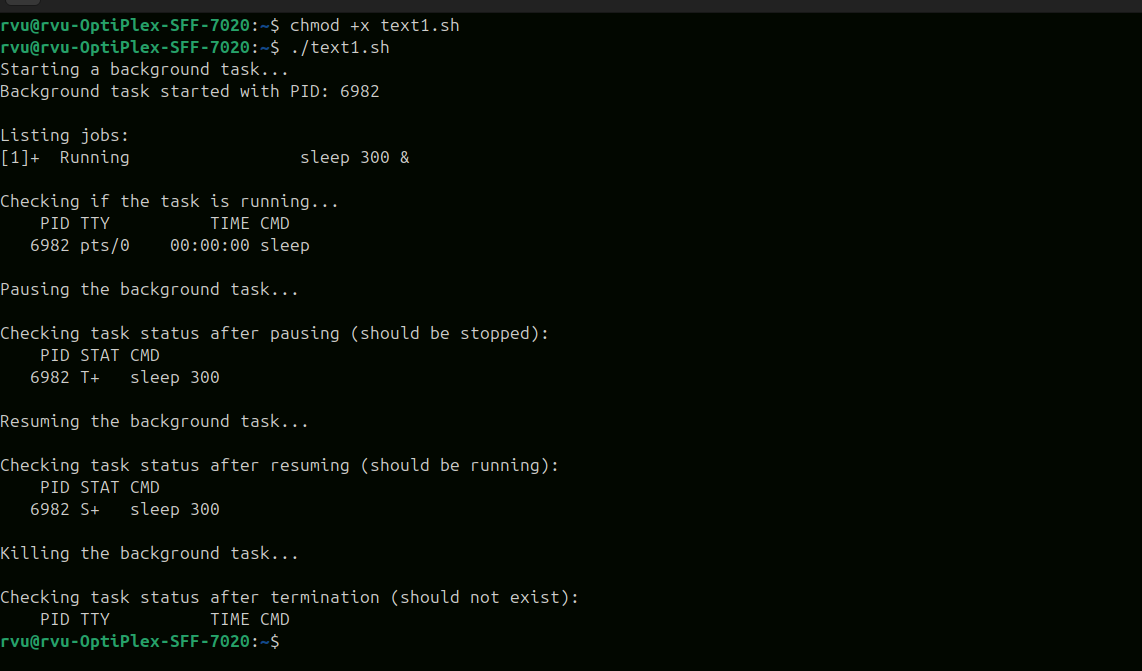 rvu@rvu-OptiPlex-SFF-7020:~$ chmod +x text1.sh
rvu@rvu-OptiPlex-SFF-7020:~$ ./text1.sh
Starting a background task...
Background task started with PID: 6982

Listing jobs:
[1]+  Running                 sleep 300 &

Checking if the task is running...
    PID TTY          TIME CMD
   6982 pts/0    00:00:00 sleep

Pausing the background task...

Checking task status after pausing (should be stopped):
    PID STAT CMD
   6982 T+   sleep 300

Resuming the background task...

Checking task status after resuming (should be running):
    PID STAT CMD
   6982 S+   sleep 300

Killing the background task...

Checking task status after termination (should not exist):
    PID TTY          TIME CMD
rvu@rvu-OptiPlex-SFF-7020:~$